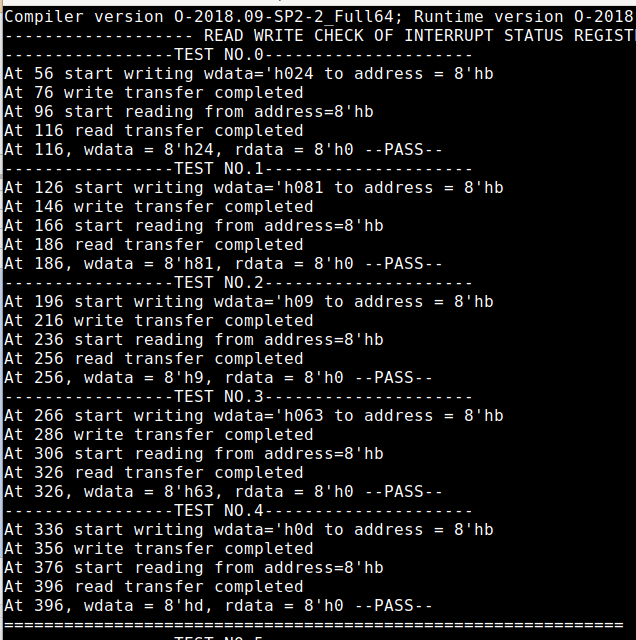 Compiler version O-2018.09-SP2-2_Full64; Runtime version O-2018
------------------- READ WRITE CHECK OF INTERRUPT STATUS REGIST
-----------------TEST NO.0---------------------
At 56 start writing wdata='h024 to address = 8'hb
At 76 write transfer completed
At 96 start reading from address=8'hb
At 116 read transfer completed
At 116, wdata = 8'h24, rdata = 8'h0 --PASS--
-----------------TEST NO.1---------------------
At 126 start writing wdata='h081 to address = 8'hb
At 146 write transfer completed
At 166 start reading from address=8'hb
At 186 read transfer completed
At 186, wdata = 8'h81, rdata = 8'h0 --PASS--
-----------------TEST NO.2---------------------
At 196 start writing wdata='h09 to address = 8'hb
At 216 write transfer completed
At 236 start reading from address=8'hb
At 256 read transfer completed
At 256, wdata = 8'h9, rdata = 8'h0 --PASS--
-----------------TEST NO.3---------------------
At 266 start writing wdata='h063 to address = 8'hb
At 286 write transfer completed
At 306 start reading from address=8'hb
At 326 read transfer completed
At 326, wdata = 8'h63, rdata = 8'h0 --PASS--
-----------------TEST NO.4---------------------
At 336 start writing wdata='h0d to address = 8'hb
At 356 write transfer completed
At 376 start reading from address=8'hb
At 396 read transfer completed
At 396, wdata = 8'hd, rdata = 8'h0 --PASS--
==============================================================